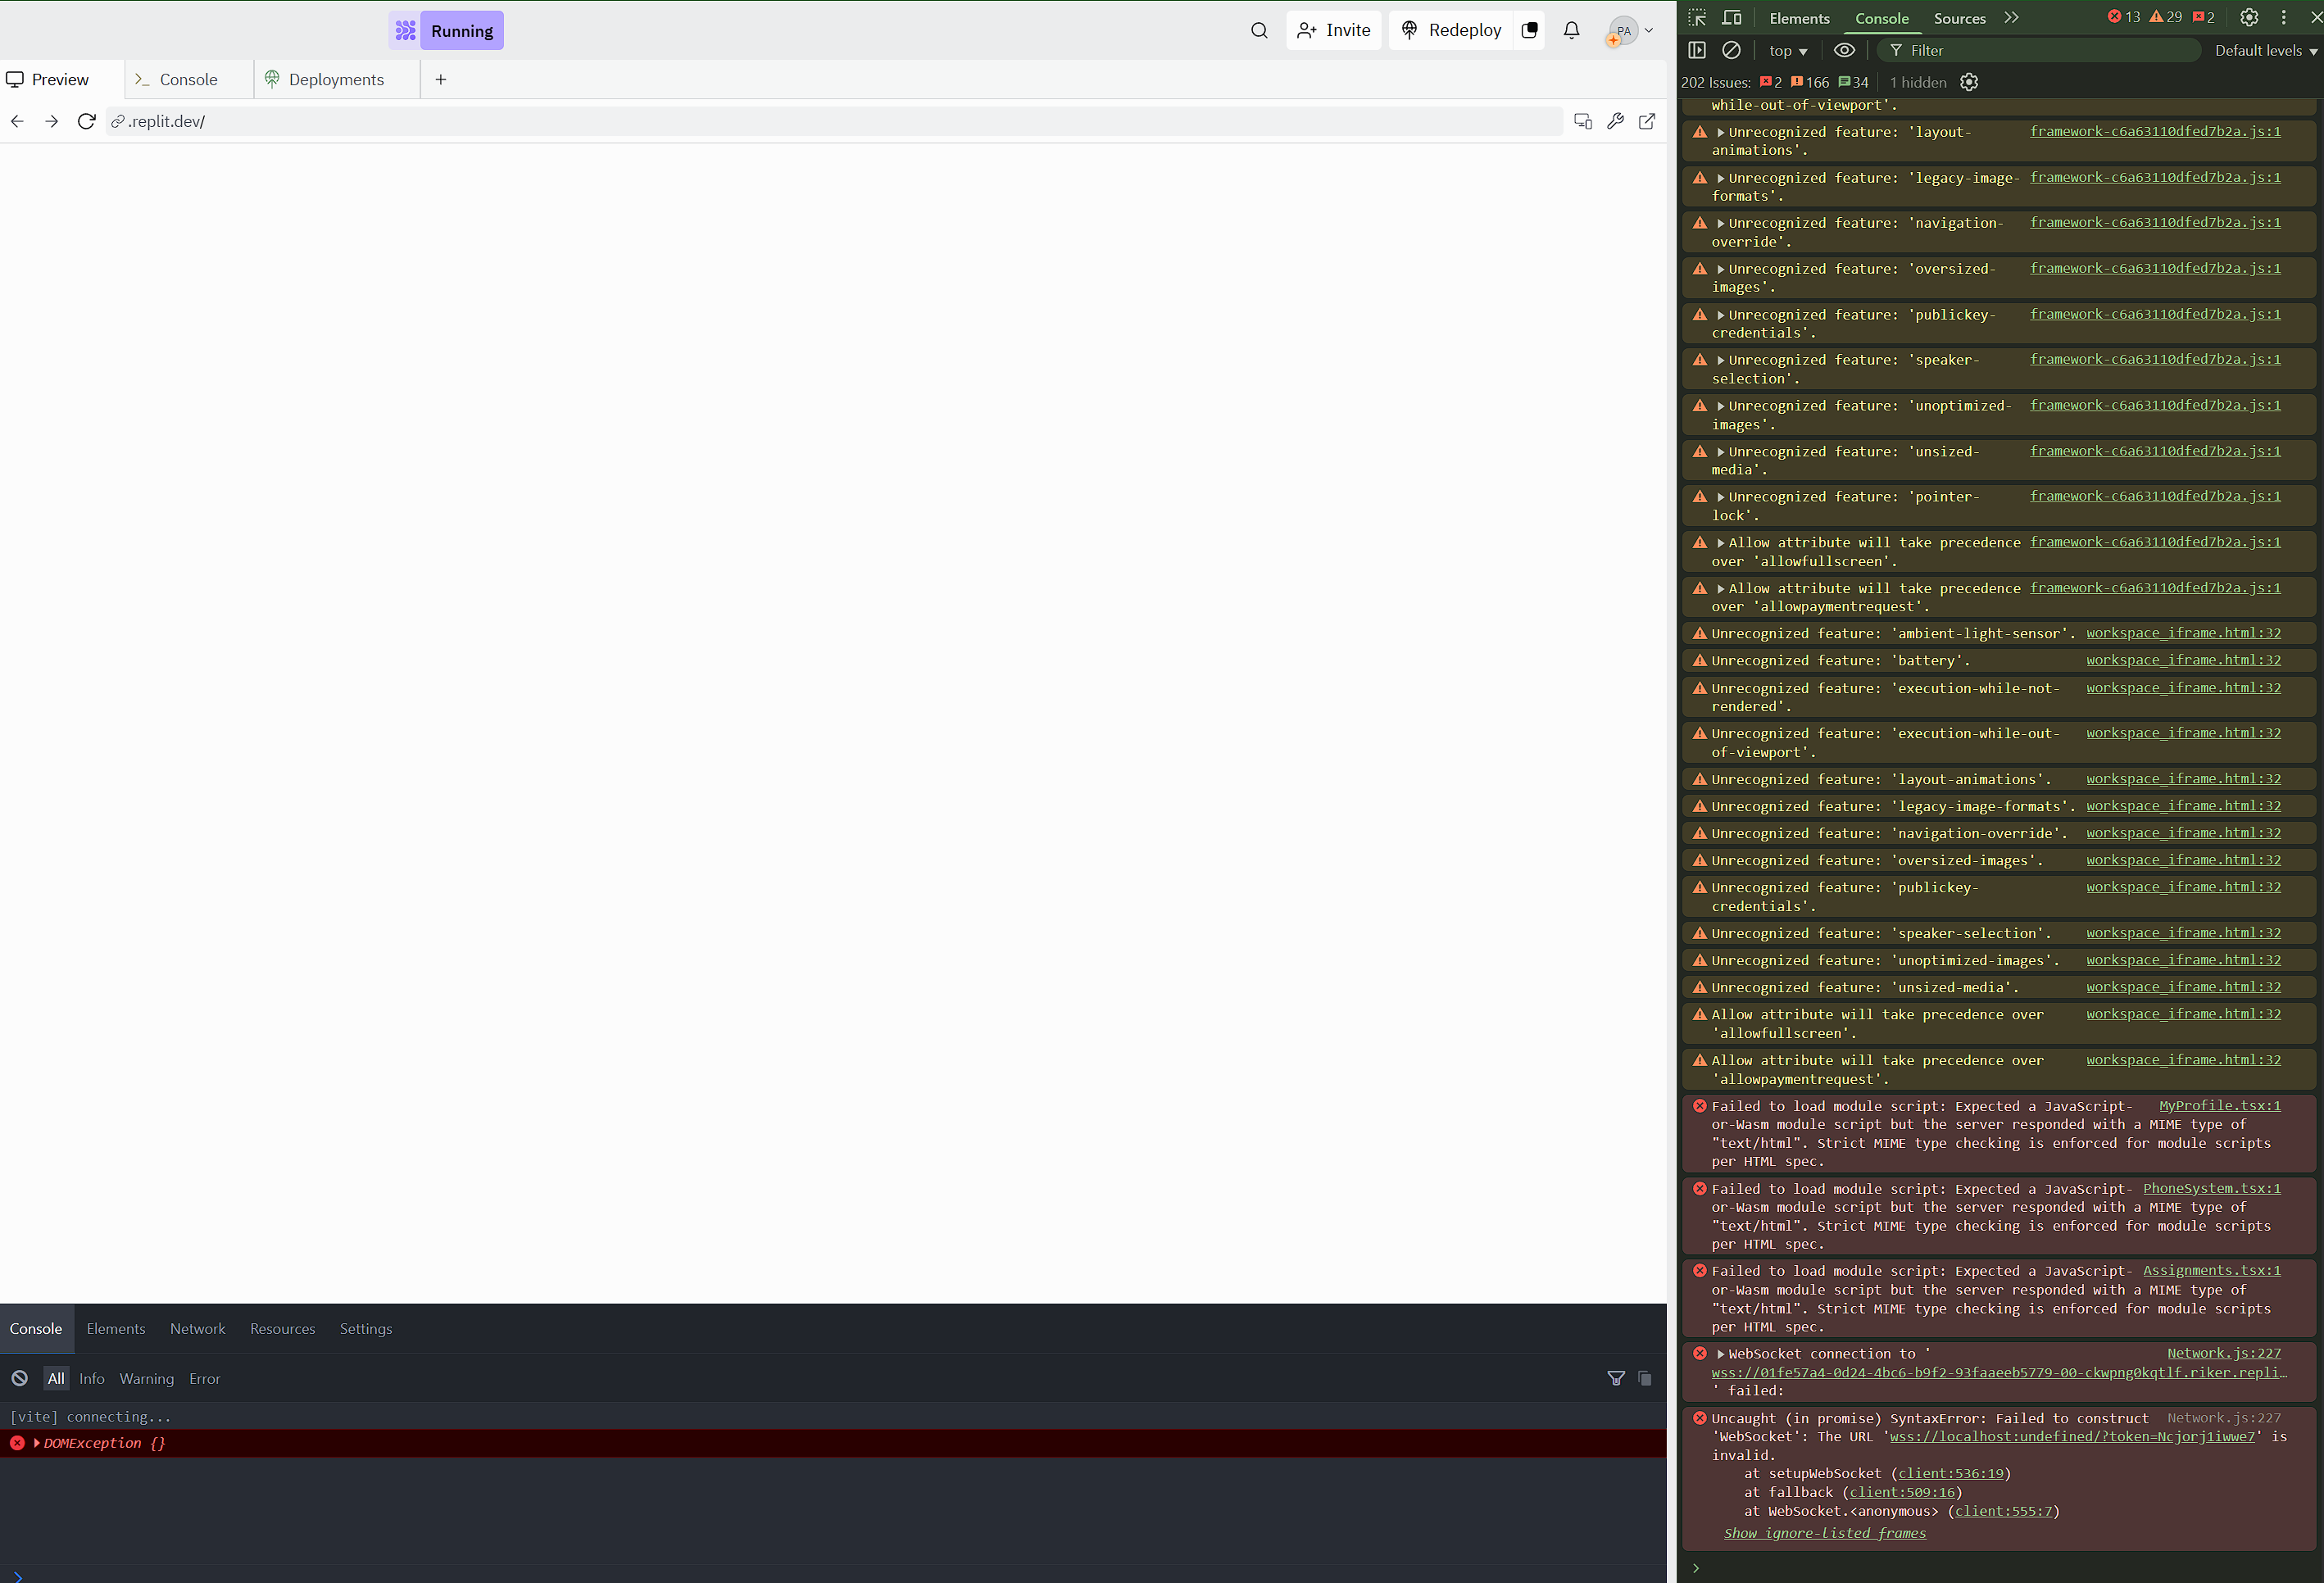 Running
Invite
Redeploy
PA
Preview
Console
Deployments
+
.replit.dev/
Console
Elements
Network
Resources
Settings
All
Info
Warning
Error
[vite] connecting...
DOMException {}
Elements
Console
Sources
13
29
2
top
Filter
Default levels
202 Issues:
2
166
34
1 hidden
while-out-of-viewport'.
Unrecognized feature: 'layout- framework-c6a63110dfed7b2a.js:1
animations'.
Unrecognized feature: 'legacy-image- framework-c6a63110dfed7b2a.js:1
formats'.
Unrecognized feature: 'navigation- framework-c6a63110dfed7b2a.js:1
override'.
Unrecognized feature: 'oversized- framework-c6a63110dfed7b2a.js:1
images'.
Unrecognized feature: 'publickey- framework-c6a63110dfed7b2a.js:1
credentials'.
Unrecognized feature: 'speaker- framework-c6a63110dfed7b2a.js:1
selection'.
Unrecognized feature: 'unoptimized- framework-c6a63110dfed7b2a.js:1
images'.
Unrecognized feature: 'unsized- framework-c6a63110dfed7b2a.js:1
media'.
Unrecognized feature: 'pointer- framework-c6a63110dfed7b2a.js:1
lock'.
Allow attribute will take precedence framework-c6a63110dfed7b2a.js:1
over 'allowfullscreen'.
Allow attribute will take precedence framework-c6a63110dfed7b2a.js:1
over 'allowpaymentrequest'.
Unrecognized feature: 'ambient-light-sensor'. workspace_iframe.html:32
Unrecognized feature: 'battery'. workspace_iframe.html:32
Unrecognized feature: 'execution-while-not- workspace_iframe.html:32
rendered'.
Unrecognized feature: 'execution-while-out- workspace_iframe.html:32
of-viewport'.
Unrecognized feature: 'layout-animations'. workspace_iframe.html:32
Unrecognized feature: 'legacy-image-formats'. workspace_iframe.html:32
Unrecognized feature: 'navigation-override'. workspace_iframe.html:32
Unrecognized feature: 'oversized-images'. workspace_iframe.html:32
Unrecognized feature: 'publickey- workspace_iframe.html:32
credentials'.
Unrecognized feature: 'speaker-selection'. workspace_iframe.html:32
Unrecognized feature: 'unoptimized-images'. workspace_iframe.html:32
Unrecognized feature: 'unsized-media'. workspace_iframe.html:32
Allow attribute will take precedence over workspace_iframe.html:32
'allowfullscreen'.
Allow attribute will take precedence over workspace_iframe.html:32
'allowpaymentrequest'.
Failed to load module script: Expected a JavaScript- MyProfile.tsx:1
or-Wasm module script but the server responded with a MIME type of
"text/html". Strict MIME type checking is enforced for module scripts
per HTML spec.
Failed to load module script: Expected a JavaScript- PhoneSystem.tsx:1
or-Wasm module script but the server responded with a MIME type of
"text/html". Strict MIME type checking is enforced for module scripts
per HTML spec.
Failed to load module script: Expected a JavaScript- Assignments.tsx:1
or-Wasm module script but the server responded with a MIME type of
"text/html". Strict MIME type checking is enforced for module scripts
per HTML spec.
WebSocket connection to ' Network.js:227
wss://01fe57a4-0d24-4bc6-b9f2-93faaeeb5779-00-ckwpng0kqtlf.riker.repli…
' failed:
Uncaught (in promise) SyntaxError: Failed to construct Network.js:227
'WebSocket': The URL 'wss://localhost:undefined/?token=Ncjorj1iwwe7' is
invalid.
at setupWebSocket (client:536:19)
at fallback (client:509:16)
at WebSocket.<anonymous> (client:555:7)
Show ignore-listed frames